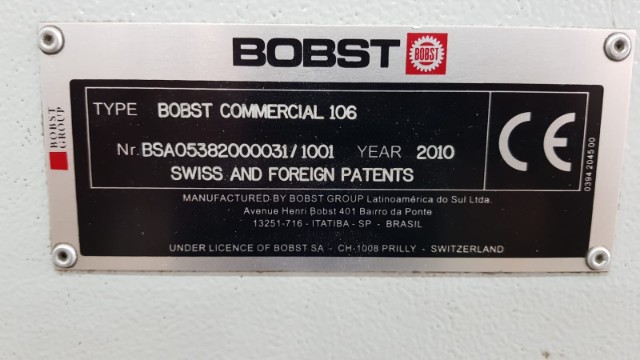 BOBST BOBST
BOBST
GROUP
TYPE BOBST COMMERCIAL 106
Nr. BSA05382000031/1001 YEAR 2010
SWISS AND FOREIGN PATENTS
CE
0394 2045 00
MANUFACTURED BY BOBST GROUP Latinoamérica do Sul Ltda.
Avenue Henri Bobst 401 Bairro da Ponte
13251-716 - ITATIBA - SP - BRASIL
UNDER LICENCE OF BOBST SA - CH-1008 PRILLY - SWITZERLAND